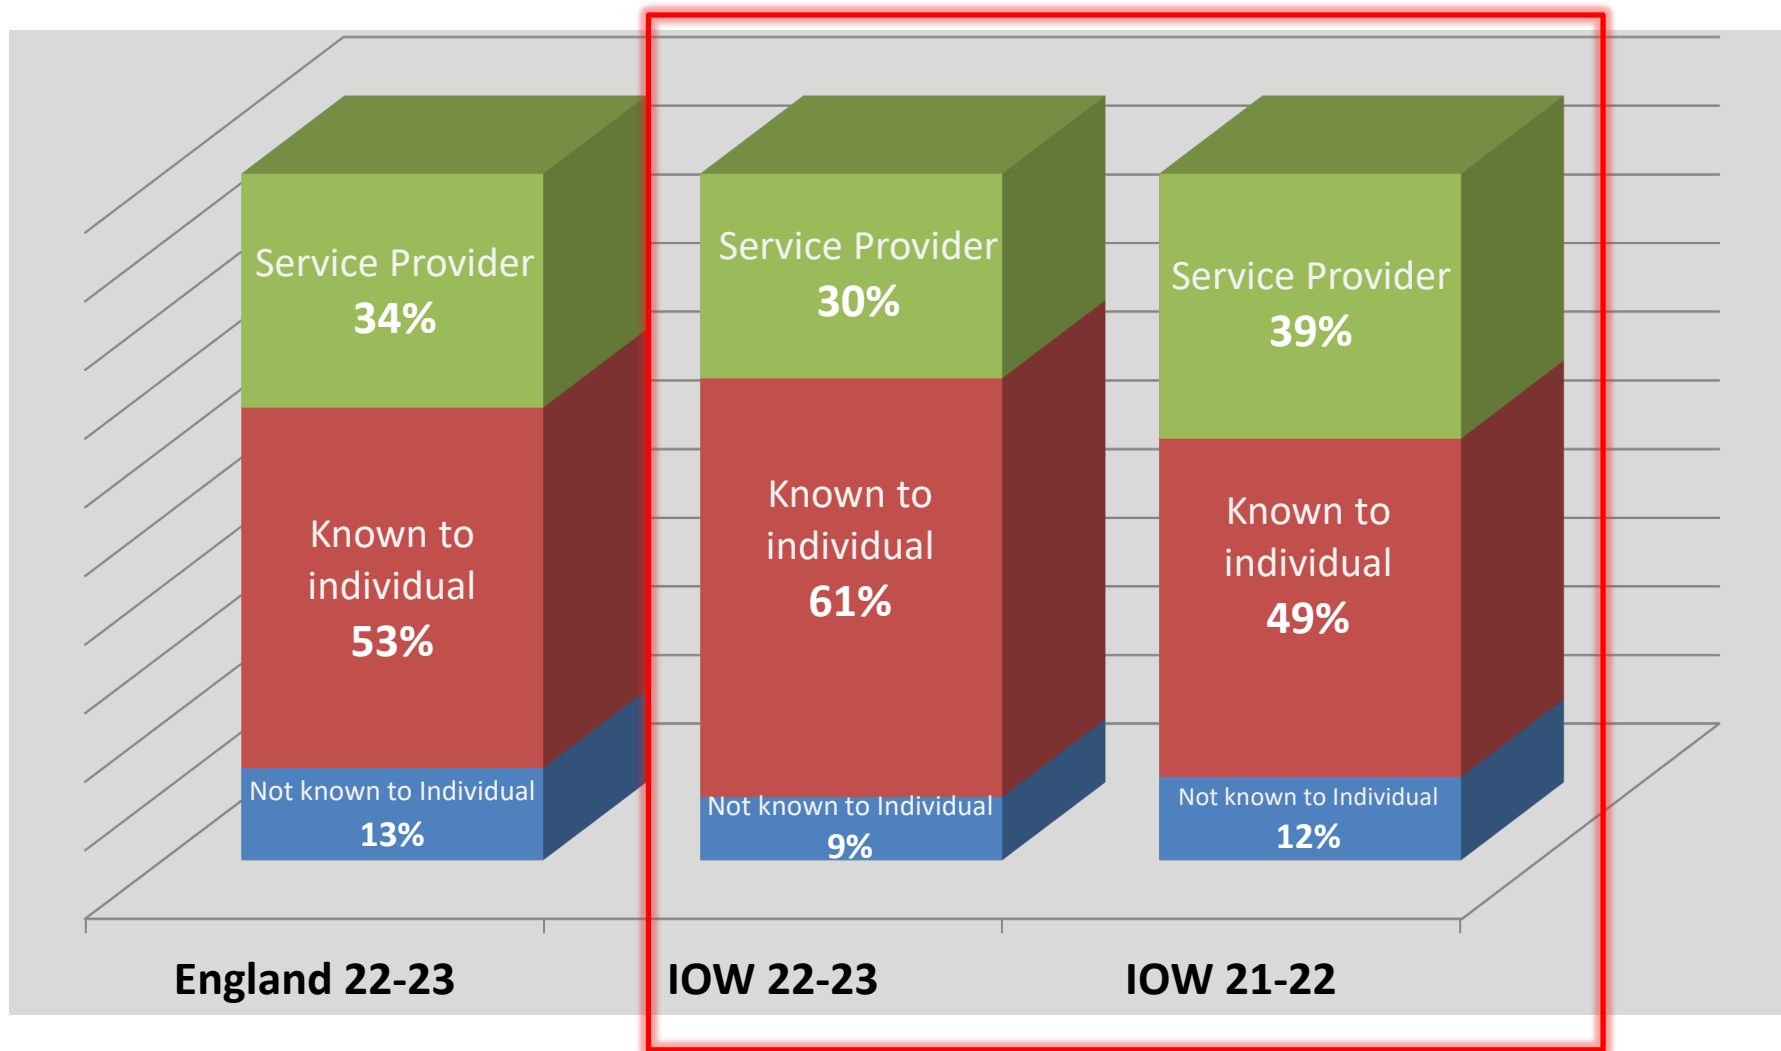 Service Provider
34%
Known to
individual
53%
Not known to Individual
13%
Service Provider
30%
Known to
individual
61%
Not known to Individual
9%
Service Provider
39%
Known to
individual
49%
Not known to Individual
12%
England 22-23
IOW 22-23
IOW 21-22